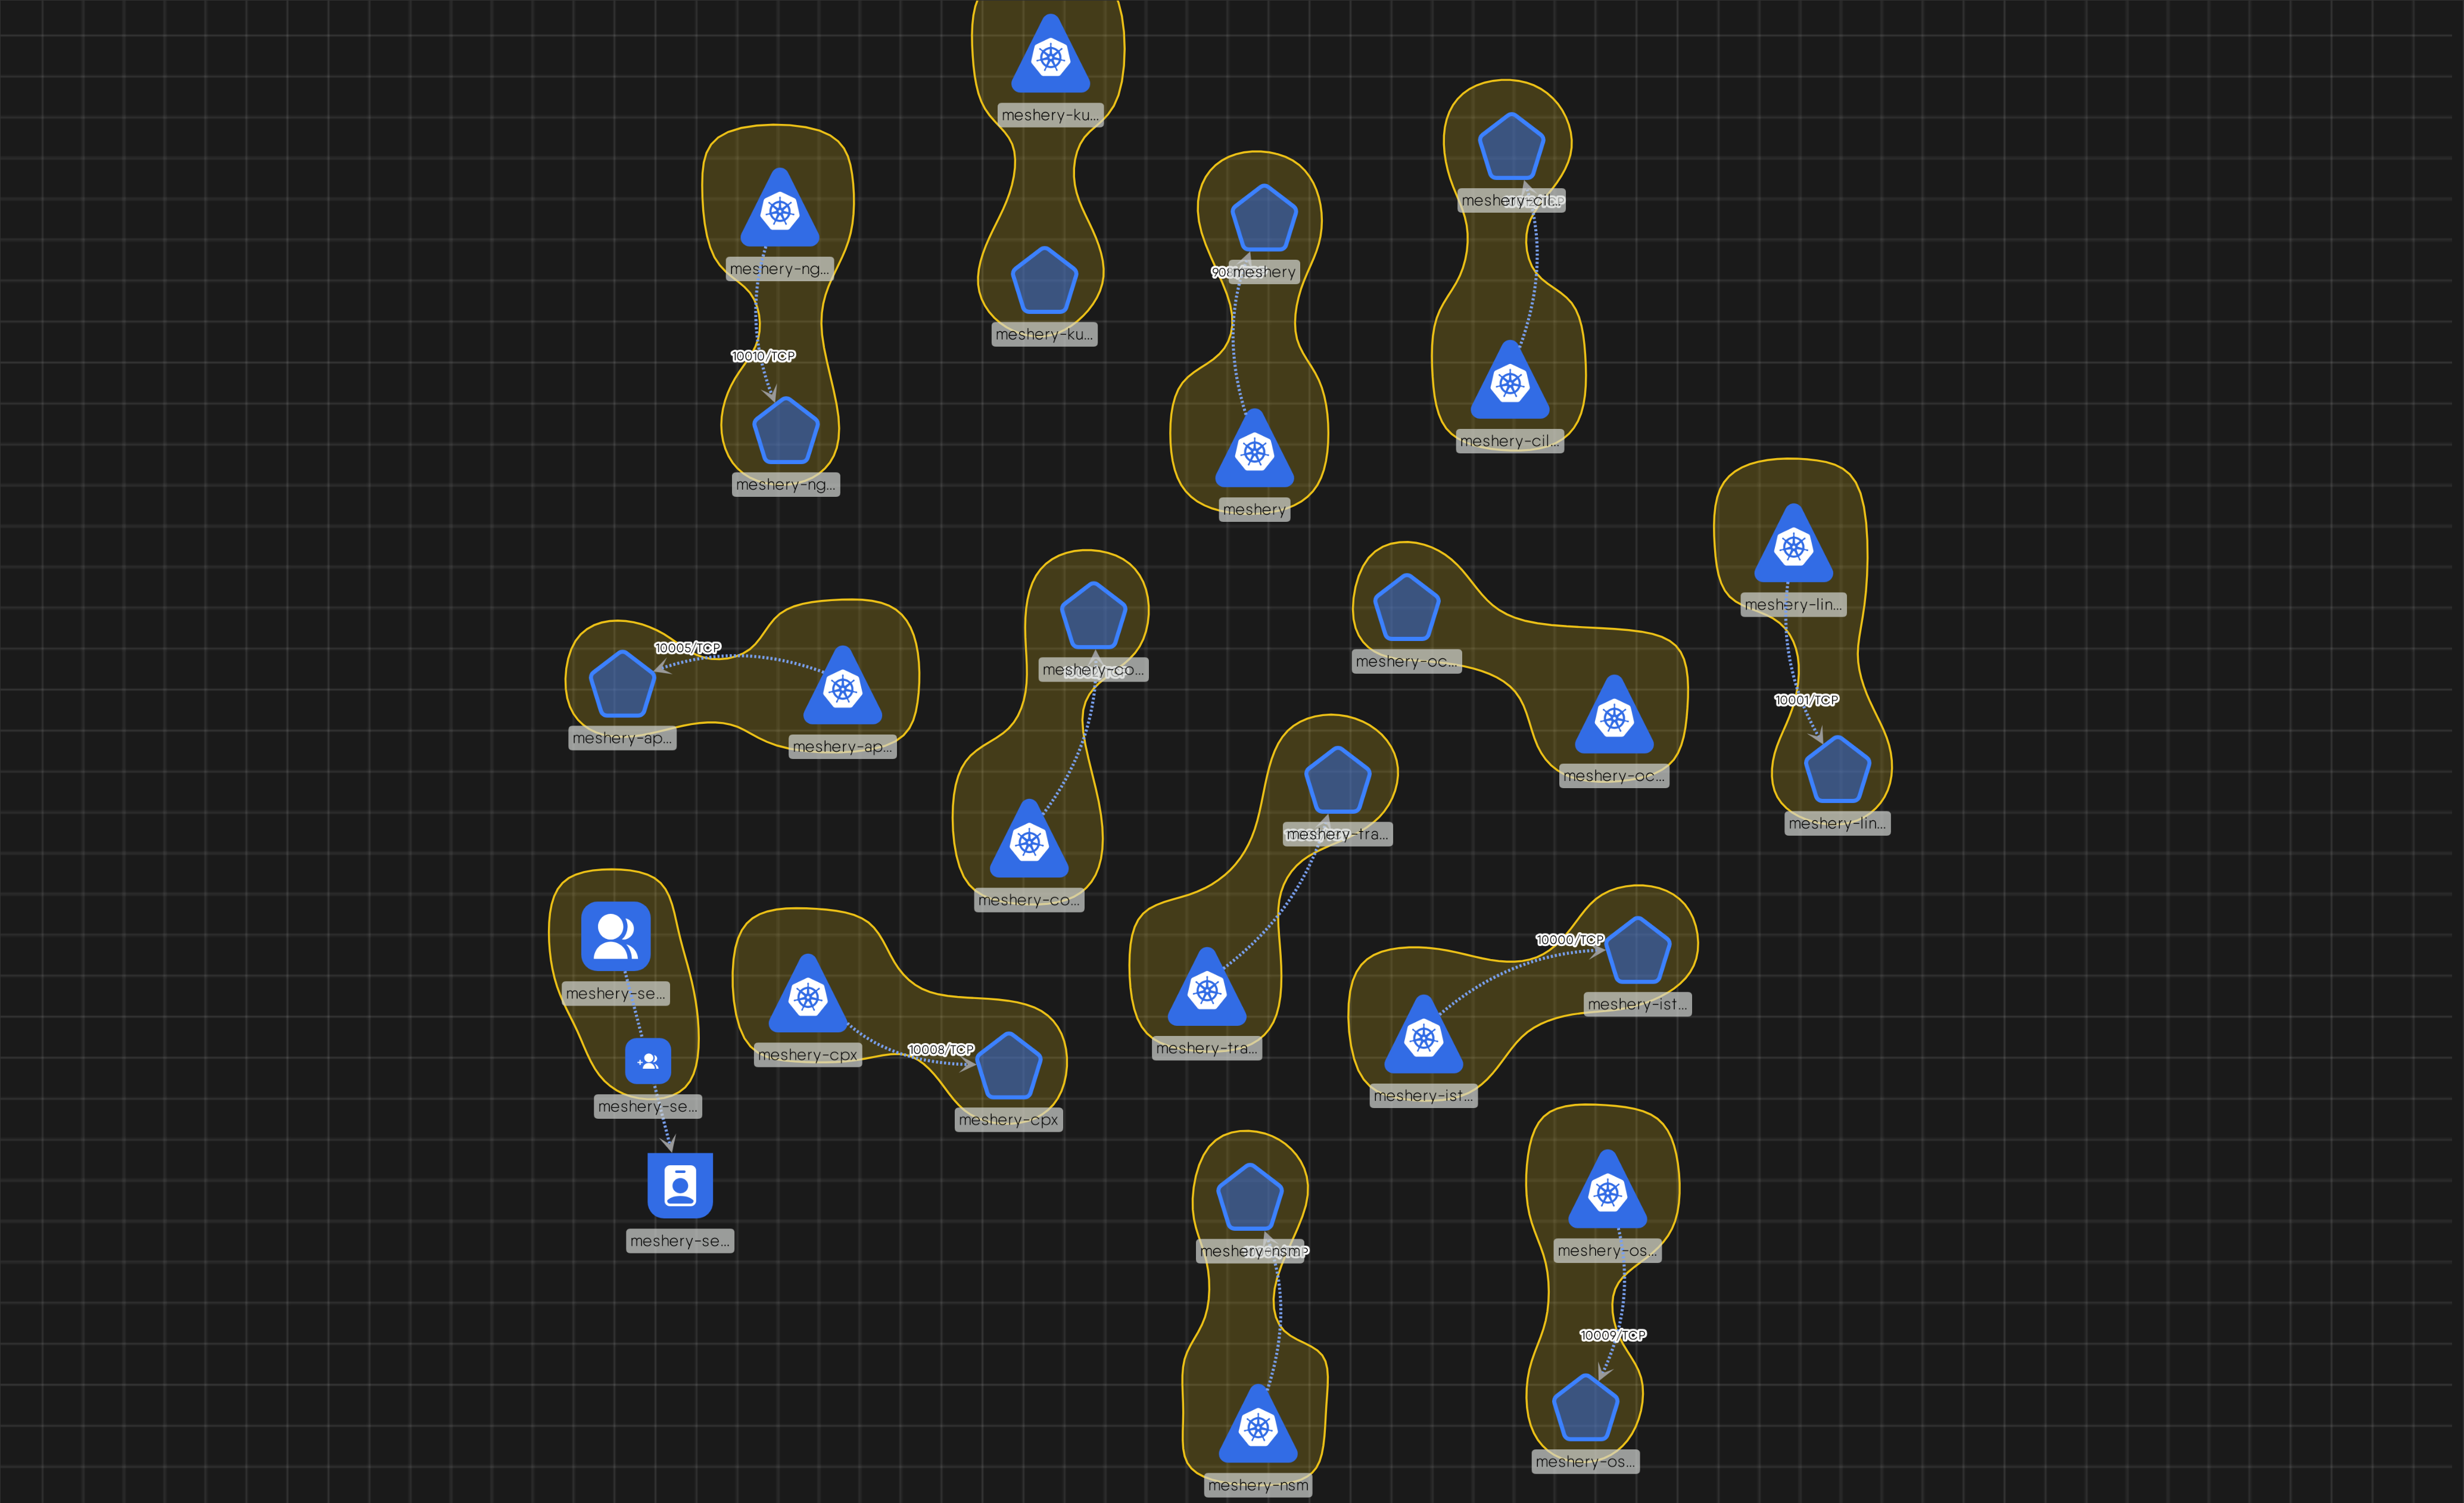 meshery-ku...
meshery-cil...
meshery-ng...
meshery
meshery-ku...
10010/TCP
meshery-cil...
meshery-ng...
meshery
meshery-lin...
10005/TCP
meshery-oc...
meshery-co...
10001/TCP
meshery-ap...
meshery-ap...
meshery-oc...
meshery-lin...
meshery-tra...
meshery-co...
10000/TCP
meshery-se...
meshery-ist...
meshery-tra...
10008/TCP
meshery-cpx
meshery-ist...
meshery-se...
meshery-cpx
meshery-se...
meshery-nsm
meshery-os...
10009/TCP
meshery-os...
meshery-nsm